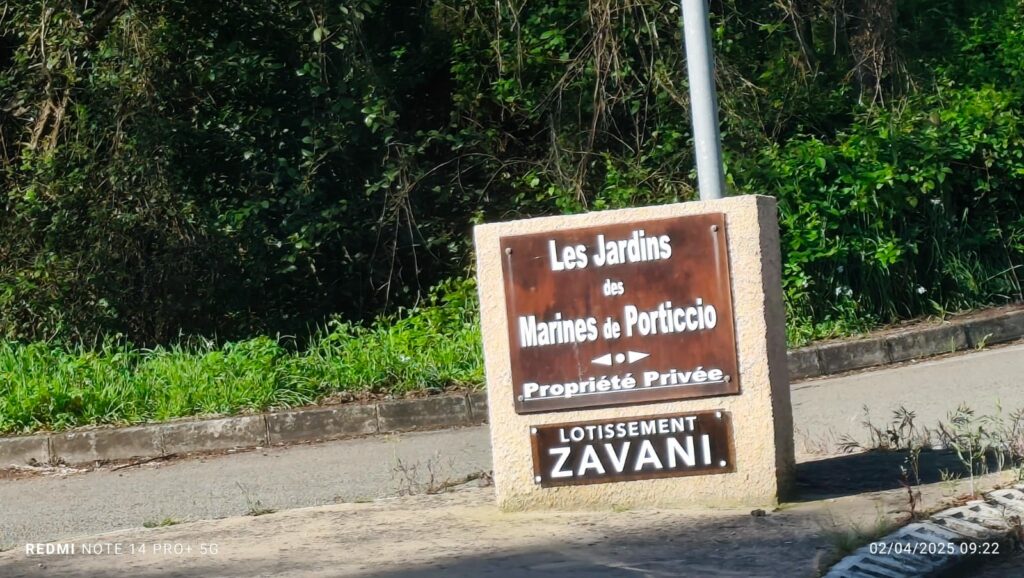 Les Jardins
des
Marines de Porticcio
Propriété Privée
LOTISSEMENT
ZAVANI
REDMI NOTE 14 PRO+ 5G
02/04/2025 09:22